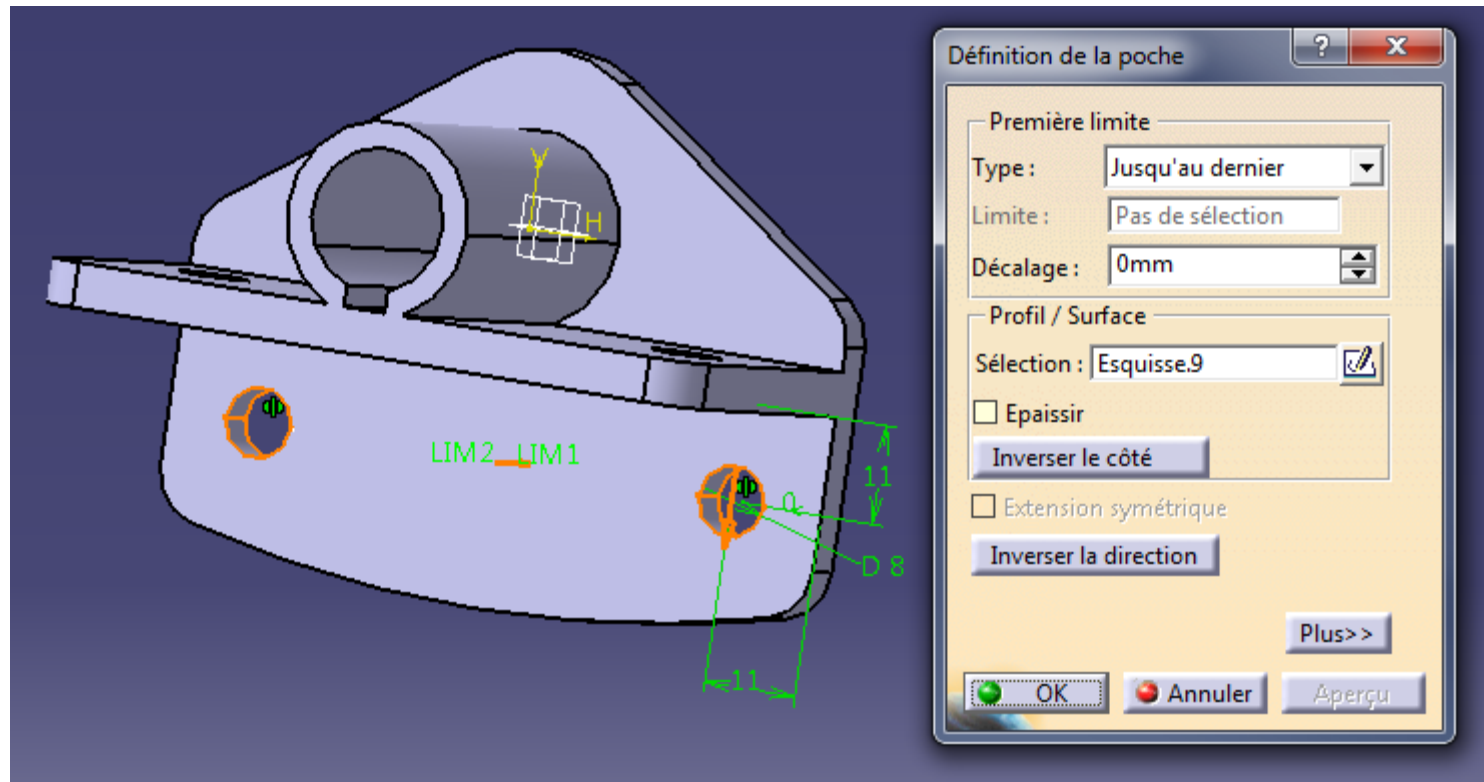 V
H
LIM2 LIM1
11
0
D 8
11
Définition de la poche
?
X
Première limite
Type : Jusqu'au dernier
Limite : Pas de sélection
Décalage : 0mm
Profil / Surface
Sélection : Esquisse.9
Epaissir
Inverser le côté
Extension symétrique
Inverser la direction
Plus>>
OK Annuler Aperçu